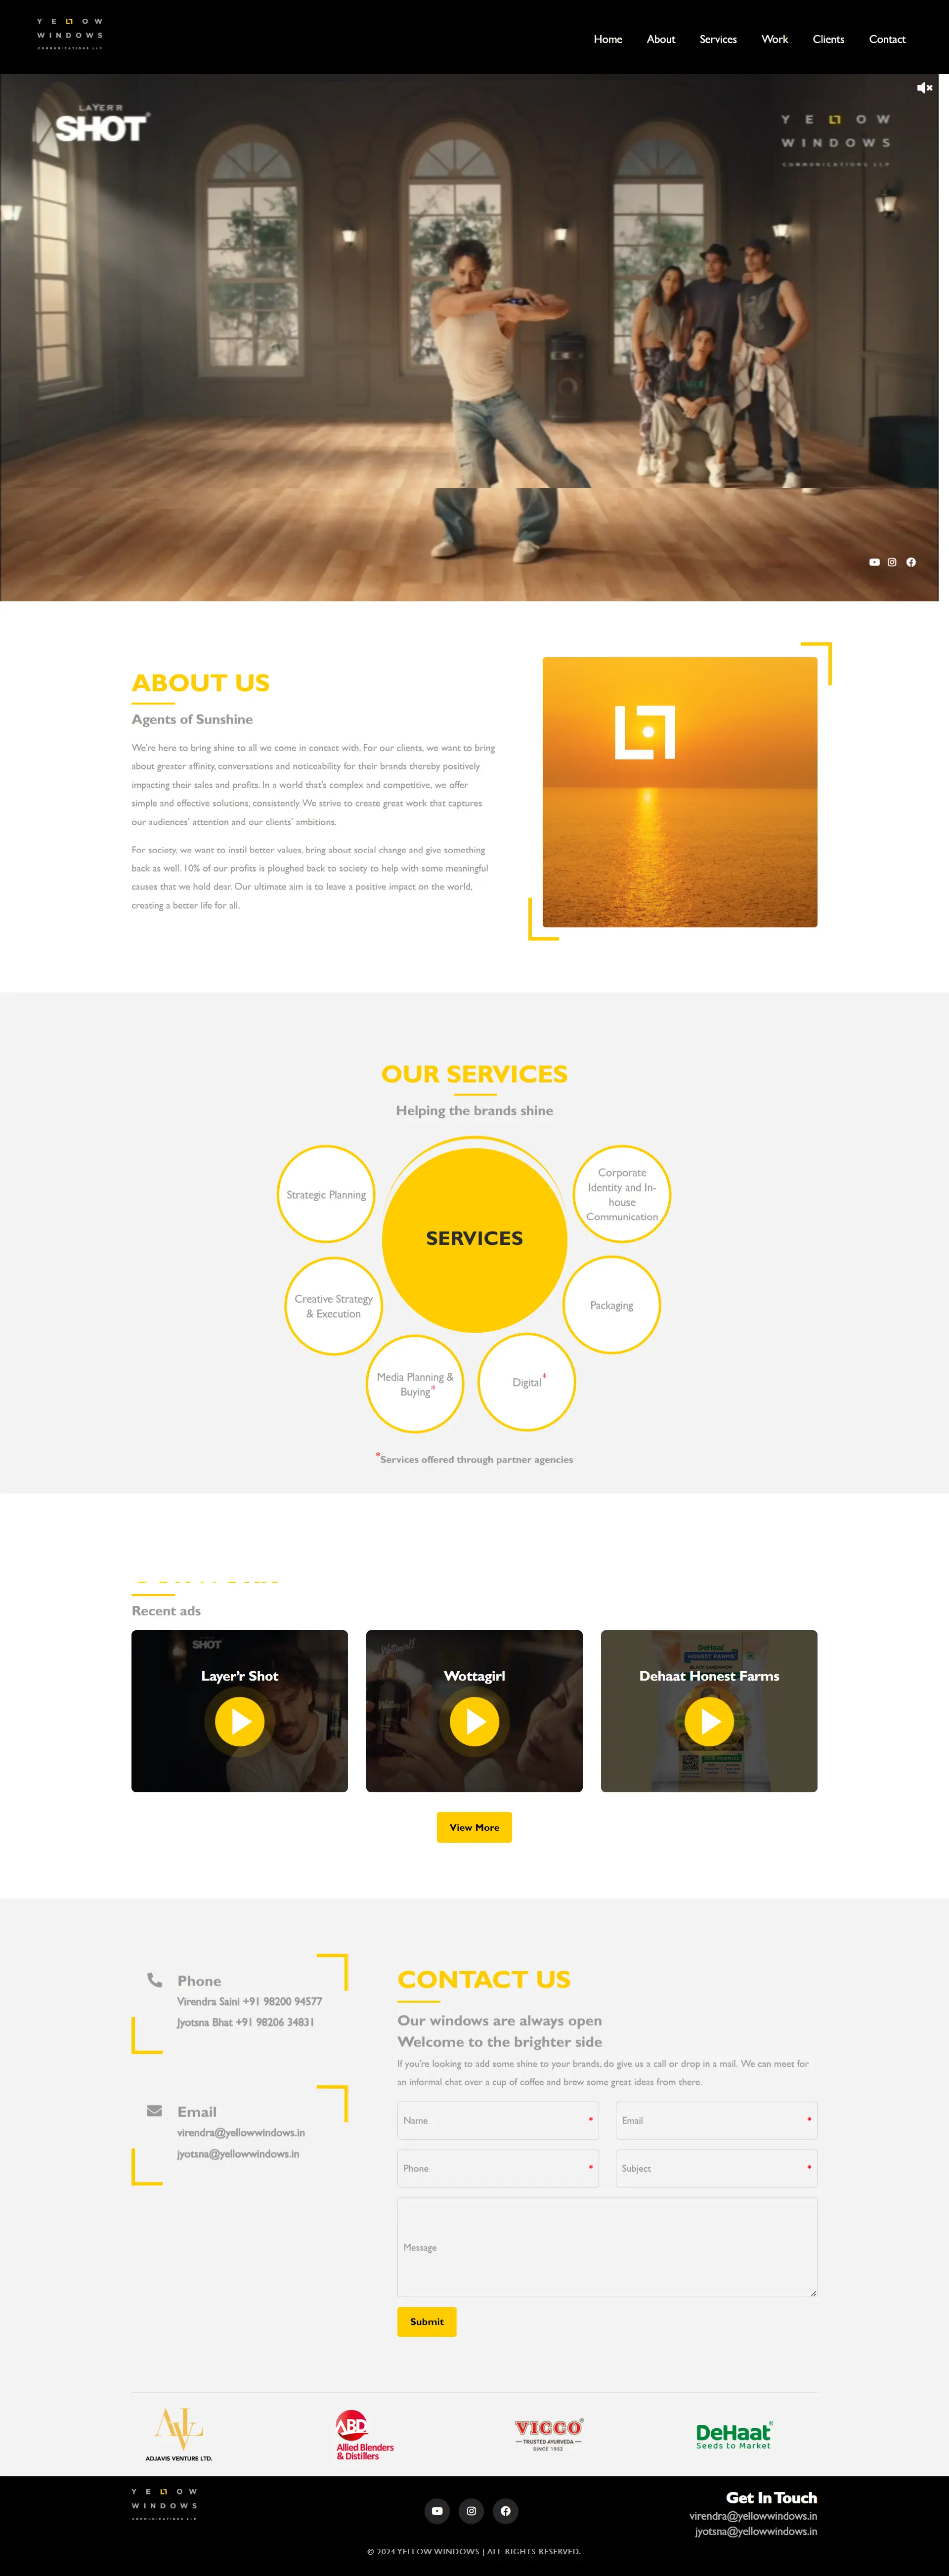 YELLOW
WINDOWS
COMMUNICATIONS LLP
Home
About
Services
Work
Clients
Contact
LAYER'R
SHOT
YELLOW
WINDOWS
COMMUNICATIONS LLP
ABOUT US
Agents of Sunshine
We're here to bring shine to all we come in contact with. For our clients, we want to bring
about greater affinity, conversations and noticeability for their brands thereby positively
impacting their sales and profits. In a world that's complex and competitive, we offer
simple and effective solutions, consistently. We strive to create great work that captures
our audiences' attention and our clients' ambitions.
For society, we want to instil better values, bring about social change and give something
back as well. 10% of our profits is ploughed back to society to help with some meaningful
causes that we hold dear. Our ultimate aim is to leave a positive impact on the world,
creating a better life for all.
OUR SERVICES
Helping the brands shine
Strategic Planning
SERVICES
Corporate
Identity and In-
house
Communication
Creative Strategy
& Execution
Packaging
Media Planning &
Buying*
Digital*
*Services offered through partner agencies
Recent ads
SHOT
Layer'r Shot
Wottagirl!
Wottagirl
DeHaat
HONEST FARMS
Dehaat Honest Farms
View More
Phone
Virendra Saini +91 98200 94577
Jyotsna Bhat +91 98206 34831
Email
virendra@yellowwindows.in
jyotsna@yellowwindows.in
CONTACT US
Our windows are always open
Welcome to the brighter side
If you're looking to add some shine to your brands, do give us a call or drop in a mail. We can meet for
an informal chat over a cup of coffee and brew some great ideas from there.
Name *
Email *
Phone *
Subject *
Message
Submit
AVL
ADJAVIS VENTURE LTD.
ABD
Allied Blenders
& Distillers
VICCO®
TRUSTED AYURVEDA
SINCE 1952
DeHaat®
Seeds to Market
YELLOW
WINDOWS
COMMUNICATIONS LLP
Get In Touch
virendra@yellowwindows.in
jyotsna@yellowwindows.in
© 2024 YELLOW WINDOWS | ALL RIGHTS RESERVED.